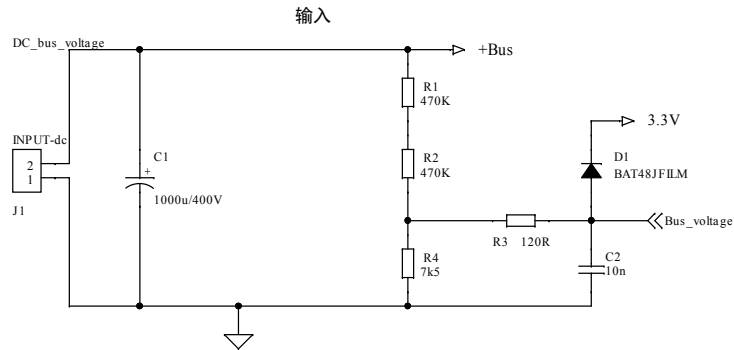 输入
DC_bus_voltage
+Bus
R1
470K
3.3V
INPUT-dc
C1
+
R2
470K
D1
BAT48JFILM
2
1
1000u/400V
J1
Bus_voltage
R3 120R
R4
7k5
C2
10n